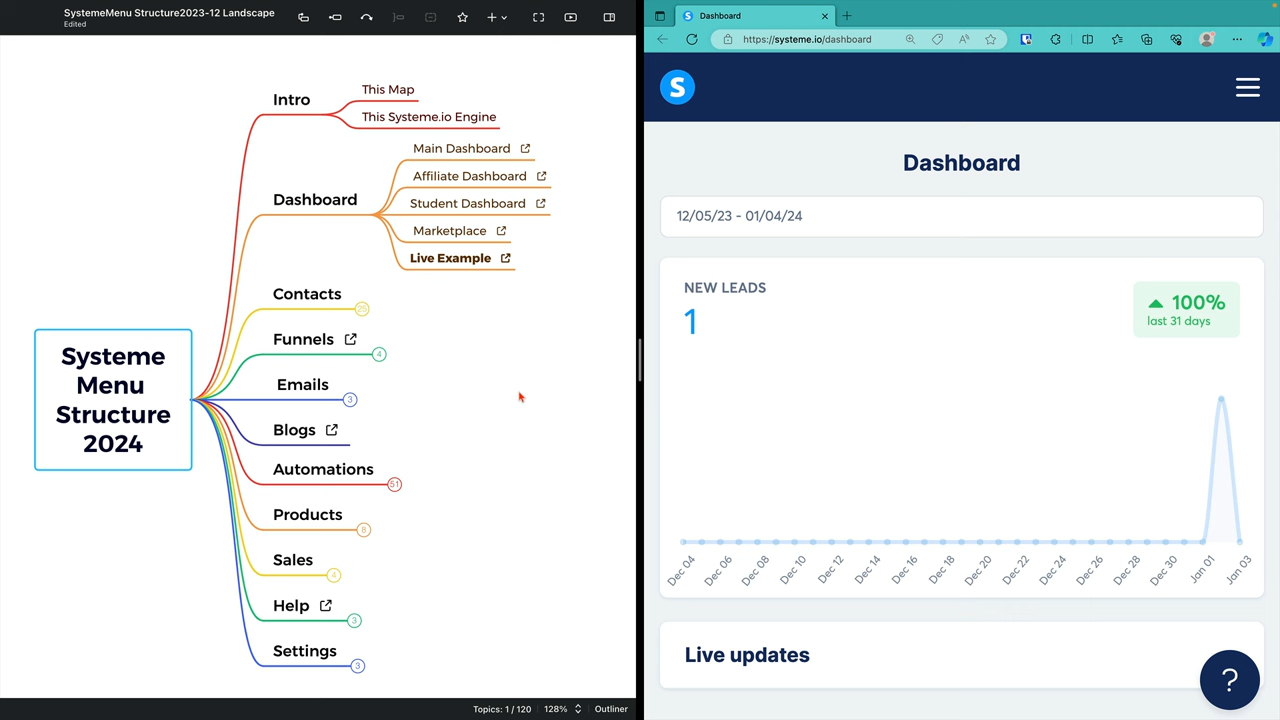 SystemeMenu Structure2023-12 Landscape
Edited
Intro
This Map
This Systeme.io Engine
Dashboard
Main Dashboard
Affiliate Dashboard
Student Dashboard
Marketplace
Live Example
Contacts
25
Funnels
4
Emails
3
Blogs
Automations
51
Products
8
Sales
4
Help
3
Settings
3
Systeme
Menu
Structure
2024
Topics: 1 / 120
128%
Outliner
Dashboard
https://systeme.io/dashboard
S
Dashboard
12/05/23 - 01/04/24
NEW LEADS
1
100%
last 31 days
Dec 04
Dec 06
Dec 08
Dec 10
Dec 12
Dec 14
Dec 16
Dec 18
Dec 20
Dec 22
Dec 24
Dec 26
Dec 28
Dec 30
Jan 01
Jan 03
Live updates
?